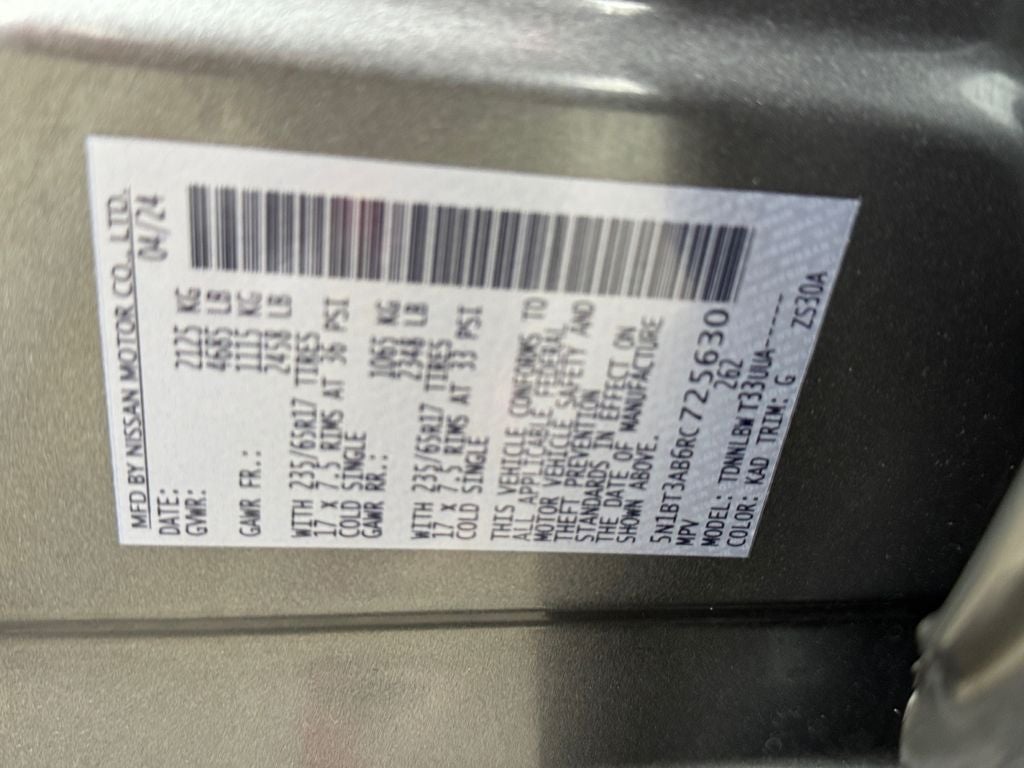 MFD BY NISSAN MOTOR CO., LTD.
DATE: 04/24
GVWR: 2125 KG
4685 LB
GAWR FR.: 1115 KG
2458 LB
WITH 235/65R17 TIRES
17 X 7.5 RIMS AT 36 PSI
COLD SINGLE
GAWR RR.: 1065 KG
2348 LB
WITH 235/65R17 TIRES
17 X 7.5 RIMS AT 33 PSI
COLD SINGLE
THIS VEHICLE CONFORMS TO
ALL APPLICABLE FEDERAL
MOTOR VEHICLE SAFETY AND
THEFT PREVENTION
STANDARDS IN EFFECT ON
THE DATE OF MANUFACTURE
SHOWN ABOVE.
5N1BT3AB6RC725630
MPV 262
MODEL: TDNNLBW T33UUA------
COLOR: KAD TRIM: G ZS30A